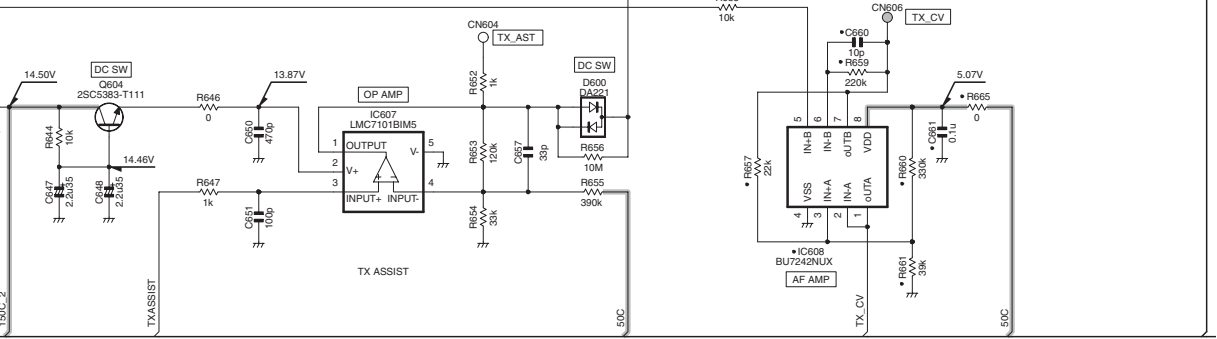 10k
CN606
TX_CV
CN604
TX_AST
C660
10p
R659
220k
14.50V
DC SW
Q604
2SC5383-T111
13.87V
R652
1k
DC SW
D600
DA221
5.07V
R646
0
OP AMP
IC607
LMC7101BIM5
R665
0
R644
10k
14.46V
C650
470p
1
OUTPUT
V-
5
2
V+
3
INPUT+
INPUT-
4
R653
120k
C657
33p
R656
10M
5
6
7
8
IN+B
IN-B
oUTB
VDD
C661
0.1u
R657
22k
R660
330k
C647
2.2u35
C648
2.2u35
R647
1k
C651
100p
R654
33k
R655
390k
VSS
IN+A
IN-A
oUTA
4
3
2
1
IC608
BU7242NUX
AF AMP
R661
39k
TX ASSIST
150C_2
TXASSIST
50C
TX_CV
50C